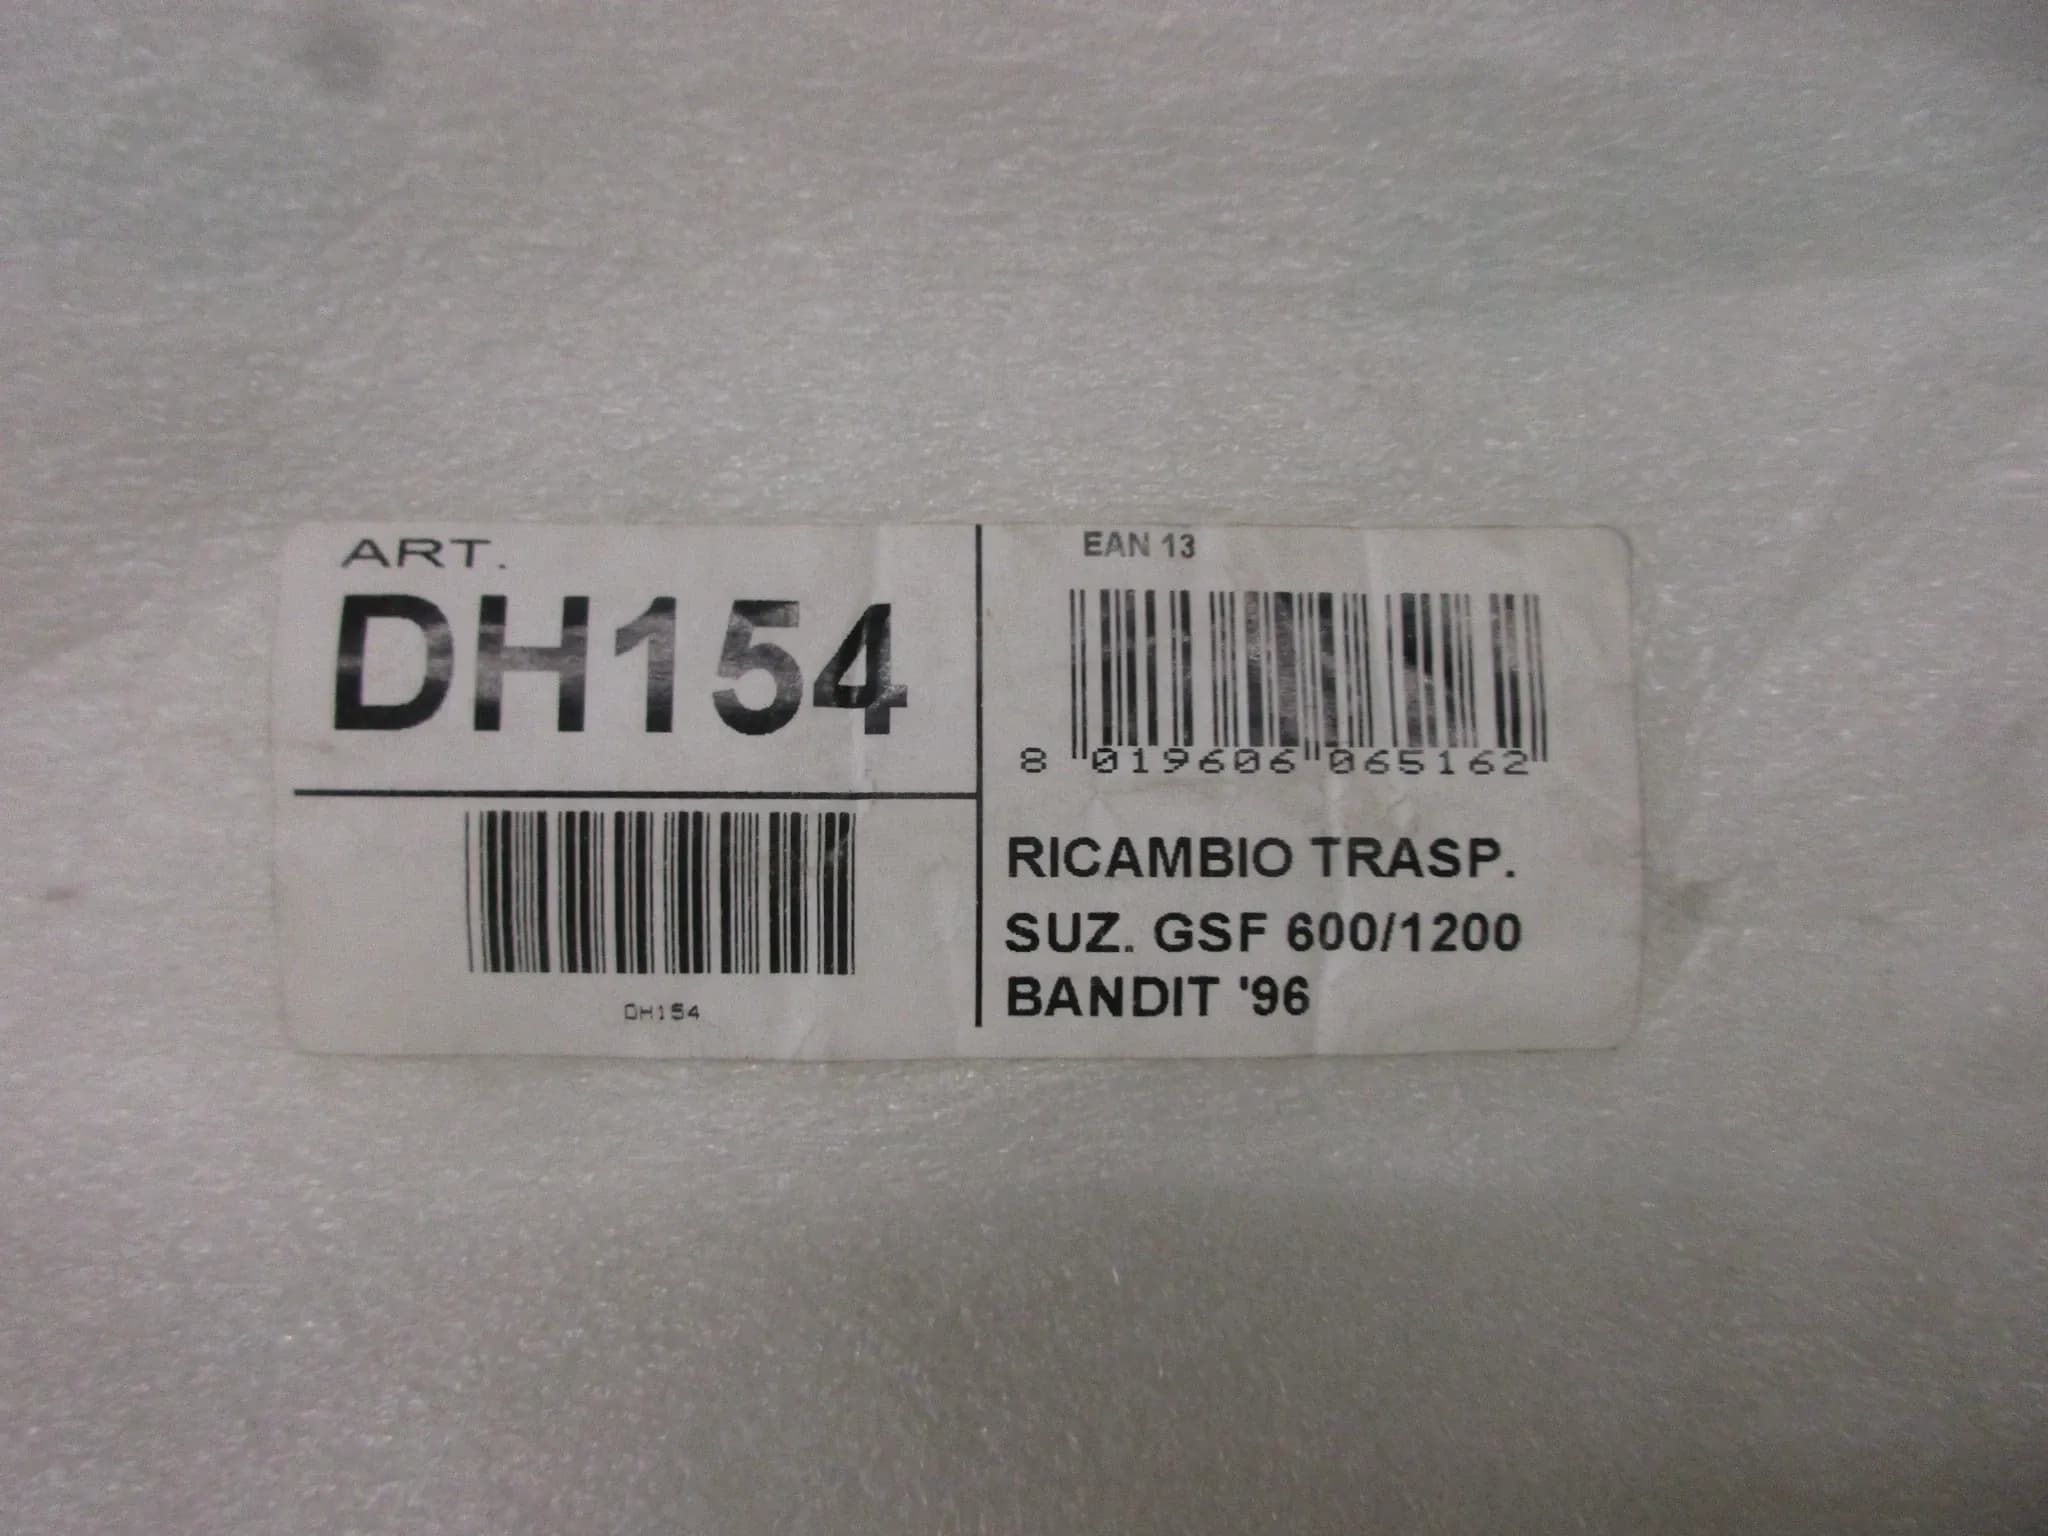 ART.
DH154
DH154
EAN 13
8 019606 065162
RICAMBIO TRASP.
SUZ. GSF 600/1200
BANDIT '96